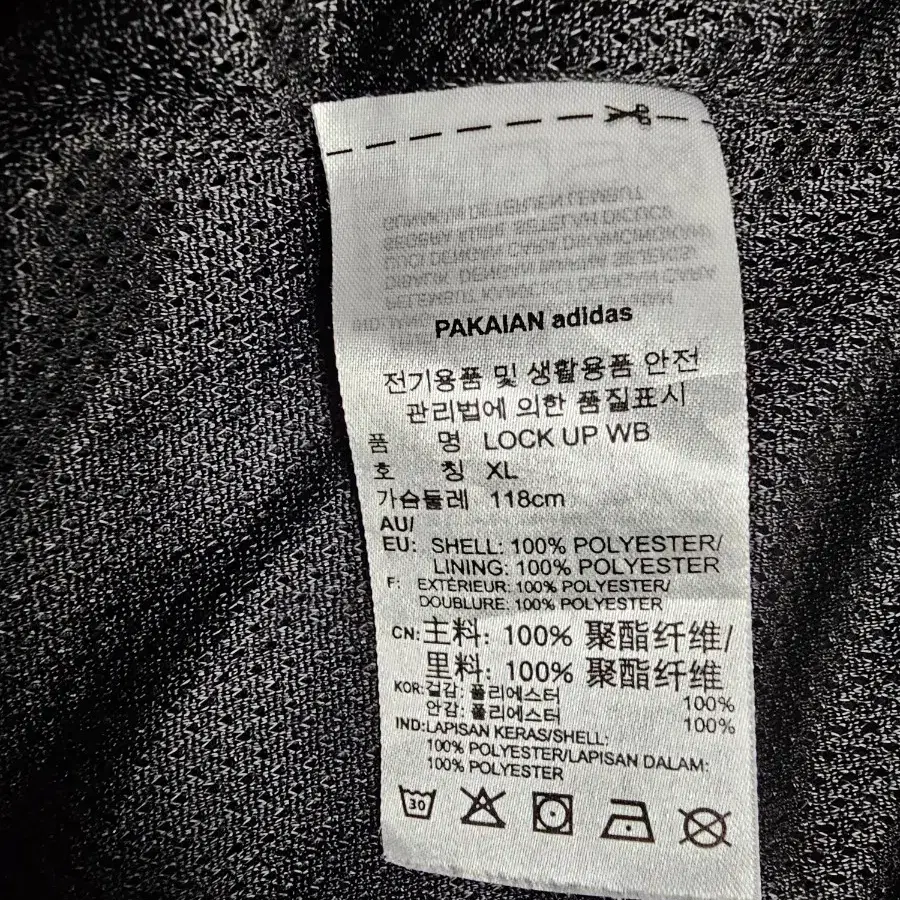 PAKAIAN adidas
전기용품 및 생활용품 안전
관리법에 의한 품질표시
품 명 LOCK UP WB
호 칭 XL
가슴둘레 118cm
AU/
EU: SHELL: 100% POLYESTER/
LINING: 100% POLYESTER
F: EXTÉRIEUR: 100% POLYESTER/
DOUBLURE: 100% POLYESTER
CN:主料: 100% 聚酯纤维/
里料: 100% 聚酯纤维
KOR:겉감: 폴리에스터 100%
안감: 폴리에스터 100%
IND:LAPISAN KERAS/SHELL:
100% POLYESTER/LAPISAN DALAM:
100% POLYESTER
30